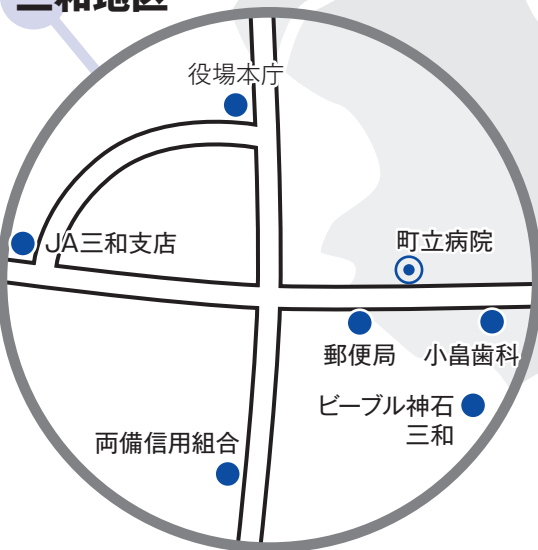 三和地区
役場本庁
JA三和支店
町立病院
郵便局
小畠歯科
ビーブル神石
三和
両備信用組合